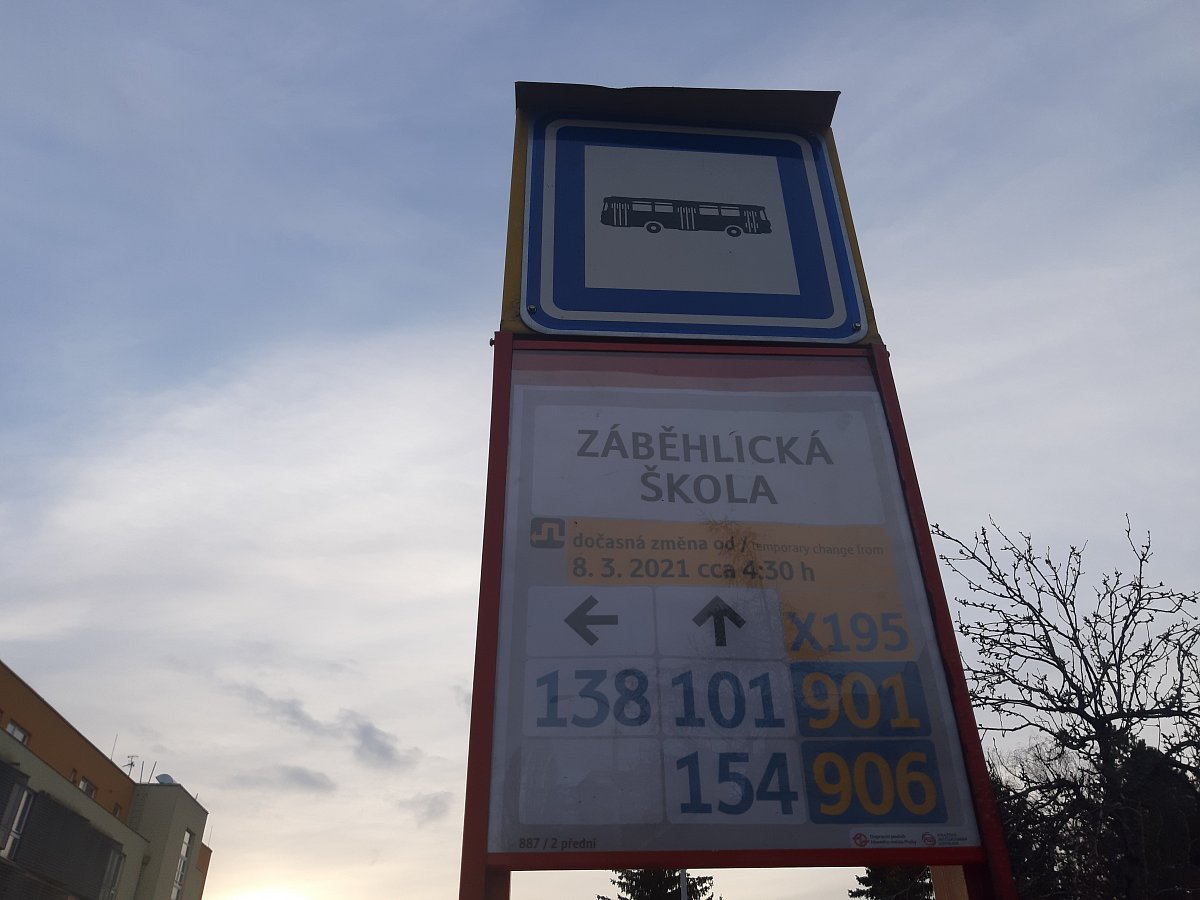 ZÁBĚHLICKÁ
ŠKOLA
dočasná změna od / temporary change from
8. 3. 2021 cca 4:30 h
X195
138 101 901
154 906
887 / 2 přední